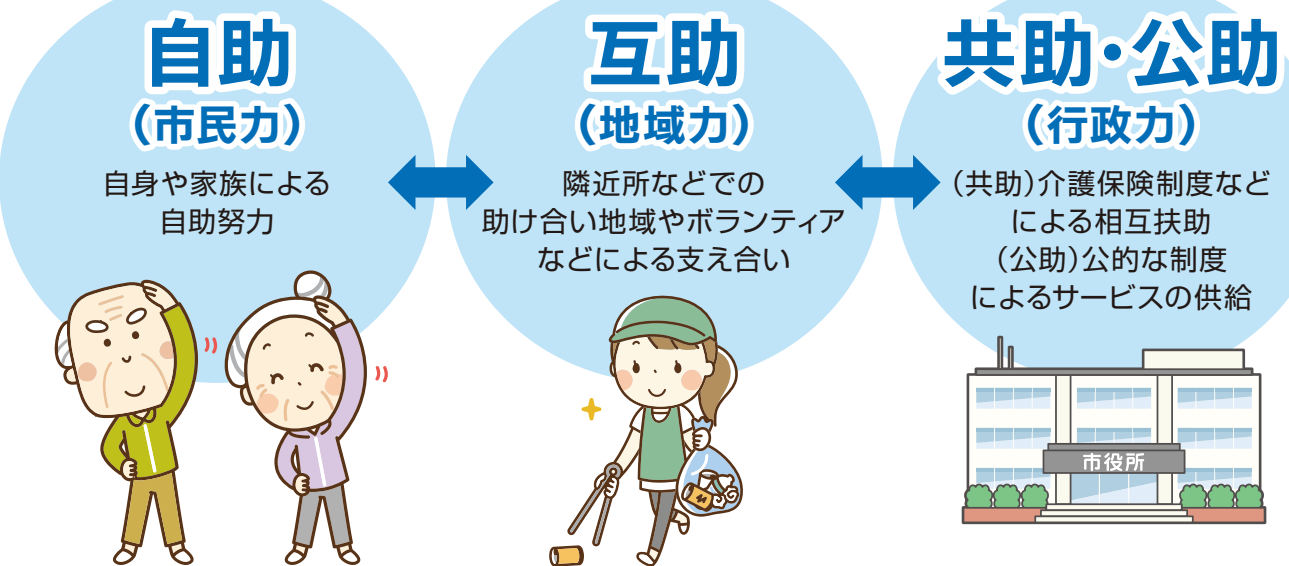 自助
（市民力）
自身や家族による
自助努力
互助
（地域力）
隣近所などでの
助け合い地域やボランティア
などによる支え合い
共助・公助
（行政力）
（共助）介護保険制度など
による相互扶助
（公助）公的な制度
によるサービスの供給
市役所